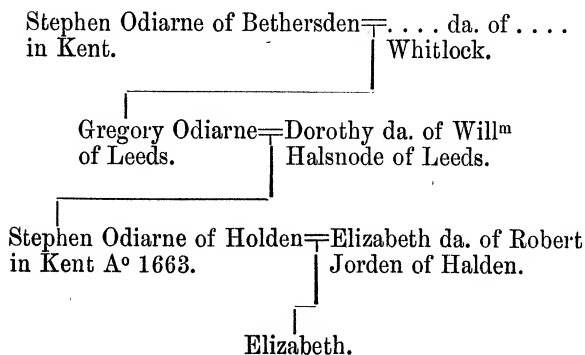 Stephen Odiarne of Bethersden=. . . . da. of . . . .
in Kent. Whitlock.
Gregory Odiarne=Dorothy da. of Willᵐ
of Leeds. Halsnode of Leeds.
Stephen Odiarne of Holden=Elizabeth da. of Robert
in Kent Aº 1663. Jorden of Halden.
Elizabeth.